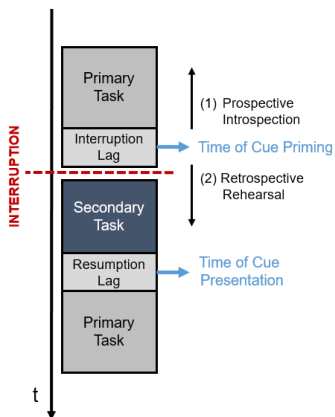 Primary
Task
(1) Prospective
Introspection
Interruption
Lag
Time of Cue Priming
INTERRUPTION
(2) Retrospective
Rehearsal
Secondary
Task
Resumption
Lag
Time of Cue
Presentation
Primary
Task
t